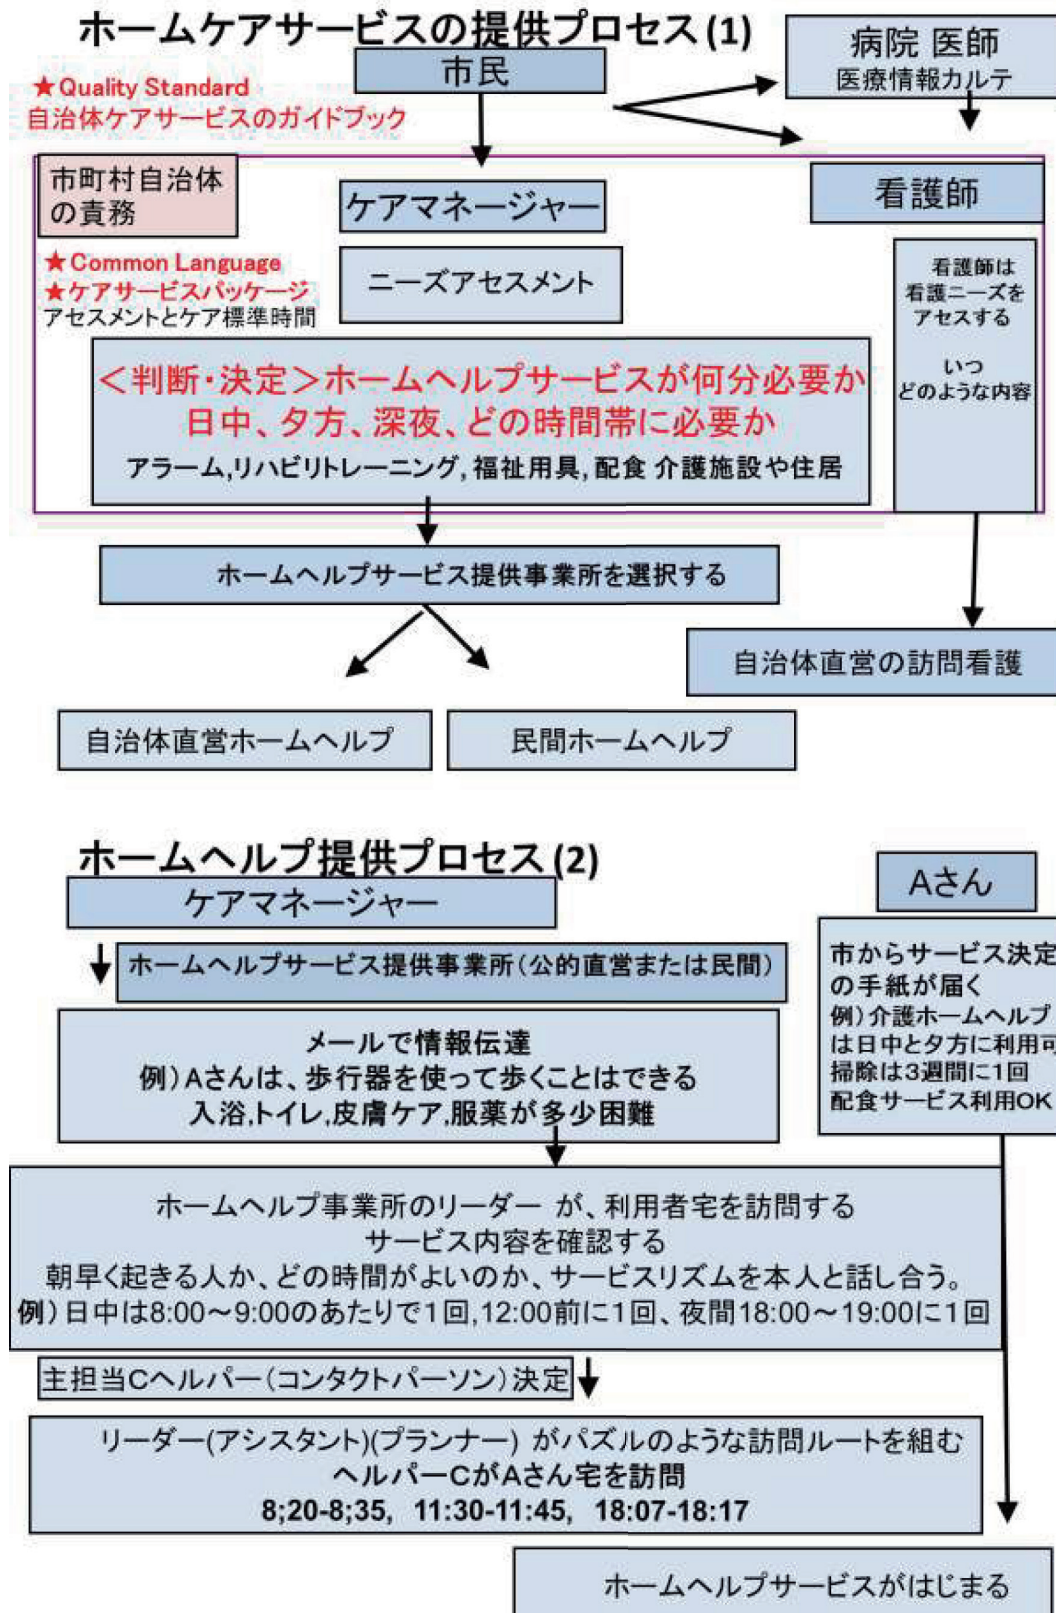 ホームケアサービスの提供プロセス(1)
市民
病院 医師
医療情報カルテ
★Quality Standard
自治体ケアサービスのガイドブック
市町村自治体
の責務
ケアマネージャー
看護師
★Common Language
★ケアサービスパッケージ
アセスメントとケア標準時間
ニーズアセスメント
看護師は
看護ニーズを
アセスする
いつ
どのような内容
＜判断・決定＞ホームヘルプサービスが何分必要か
日中、夕方、深夜、どの時間帯に必要か
アラーム,リハビリトレーニング,福祉用具,配食 介護施設や住居
ホームヘルプサービス提供事業所を選択する
自治体直営の訪問看護
自治体直営ホームヘルプ
民間ホームヘルプ
ホームヘルプ提供プロセス(2)
ケアマネージャー
Aさん
ホームヘルプサービス提供事業所(公的直営または民間)
市からサービス決定
の手紙が届く
例)介護ホームヘルプ
は日中と夕方に利用可
掃除は3週間に1回
配食サービス利用OK
メールで情報伝達
例)Aさんは、歩行器を使って歩くことはできる
入浴,トイレ,皮膚ケア,服薬が多少困難
ホームヘルプ事業所のリーダー が、利用者宅を訪問する
サービス内容を確認する
朝早く起きる人か、どの時間がよいのか、サービスリズムを本人と話し合う。
例)日中は8:00～9:00のあたりで1回,12:00前に1回、夜間18:00～19:00に1回
主担当Cヘルパー(コンタクトパーソン)決定
リーダー(アシスタント)(プランナー) がパズルのような訪問ルートを組む
ヘルパーCがAさん宅を訪問
8;20-8;35, 11:30-11:45, 18:07-18:17
ホームヘルプサービスがはじまる